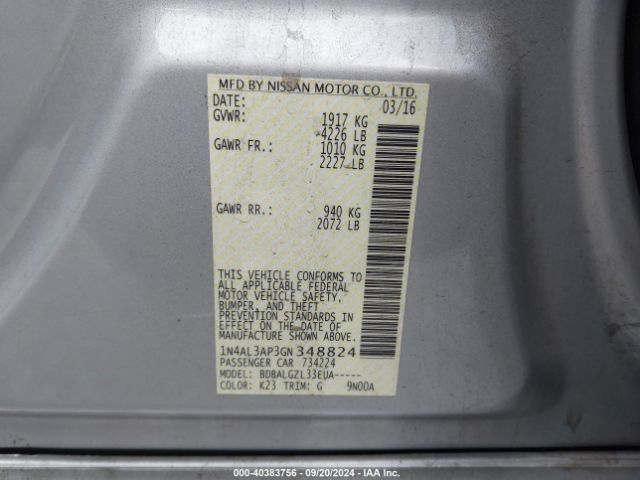 MFD BY NISSAN MOTOR CO., LTD.
DATE: 03/16
GVWR: 1917 KG
4226 LB
GAWR FR.: 1010 KG
2227 LB
GAWR RR.: 940 KG
2072 LB
THIS VEHICLE CONFORMS TO
ALL APPLICABLE FEDERAL
MOTOR VEHICLE SAFETY,
BUMPER, AND THEFT
PREVENTION STANDARDS IN
EFFECT ON THE DATE OF
MANUFACTURE SHOWN ABOVE.
1N4AL3AP3GN348824
PASSENGER CAR 734224
MODEL: BDBALGZL33EUA-----
COLOR: K23 TRIM: G 9N00A
© 2000-40383756 - 09/20/2024 - IAA Inc.